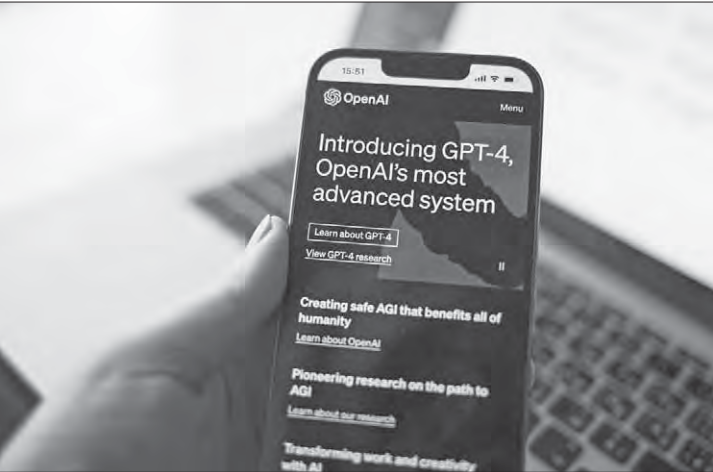 15:51
OpenAI
Menu
Introducing GPT-4,
OpenAI's most
advanced system
Learn about GPT-4
View GPT-4 research
Creating safe AGI that benefits all of
humanity
Learn about OpenAI
Pioneering research on the path to
AGI
Learn about our research
Transforming work and creativity
with AI